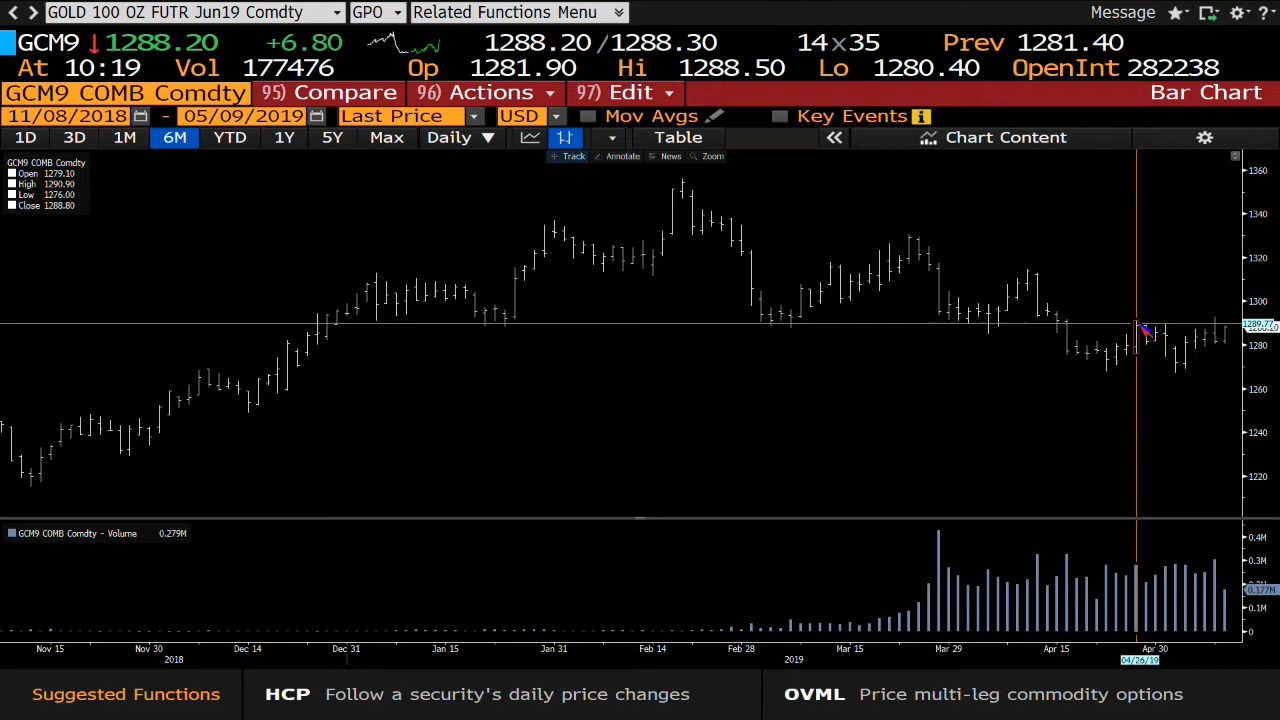 GOLD 100 OZ FUTR Jun19 Comdty GPO Related Functions Menu Message ?
GCM9 ↓1288.20 +6.80 1288.20/1288.30 14x35 Prev 1281.40
At 10:19 Vol 177476 Op 1281.90 Hi 1288.50 Lo 1280.40 OpenInt 282238
GCM9 COMB Comdty 95) Compare 96) Actions 97) Edit Bar Chart
11/08/2018 - 05/09/2019 Last Price USD Mov Avgs Key Events i
1D 3D 1M 6M YTD 1Y 5Y Max Daily ▼ Table « Chart Content
Track Annotate News Zoom
GCM9 COMB Comdty
Open 1279.10
High 1290.90
Low 1276.00
Close 1288.80
1360
1340
1320
1300
1289.77
1288.20
1280
1260
1240
1220
GCM9 COMB Comdty - Volume 0.279M
0.4M
0.3M
0.177M
0.1M
0
Nov 15 Nov 30 Dec 14 Dec 31 Jan 15 Jan 31 Feb 14 Feb 28 Mar 15 Mar 29 Apr 15 Apr 30
2018 2019 04/26/19
Suggested Functions HCP Follow a security's daily price changes OVML Price multi-leg commodity options